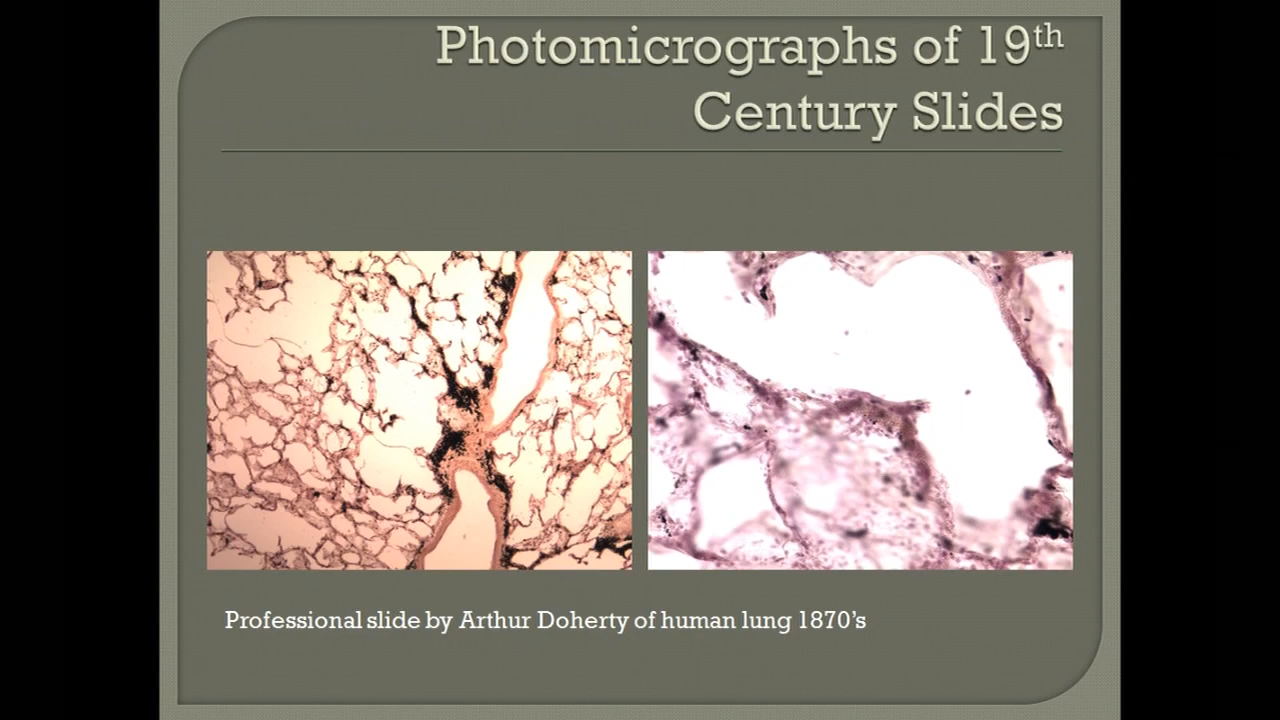 Photomicrographs of 19th
Century Slides
Professional slide by Arthur Doherty of human lung 1870’s